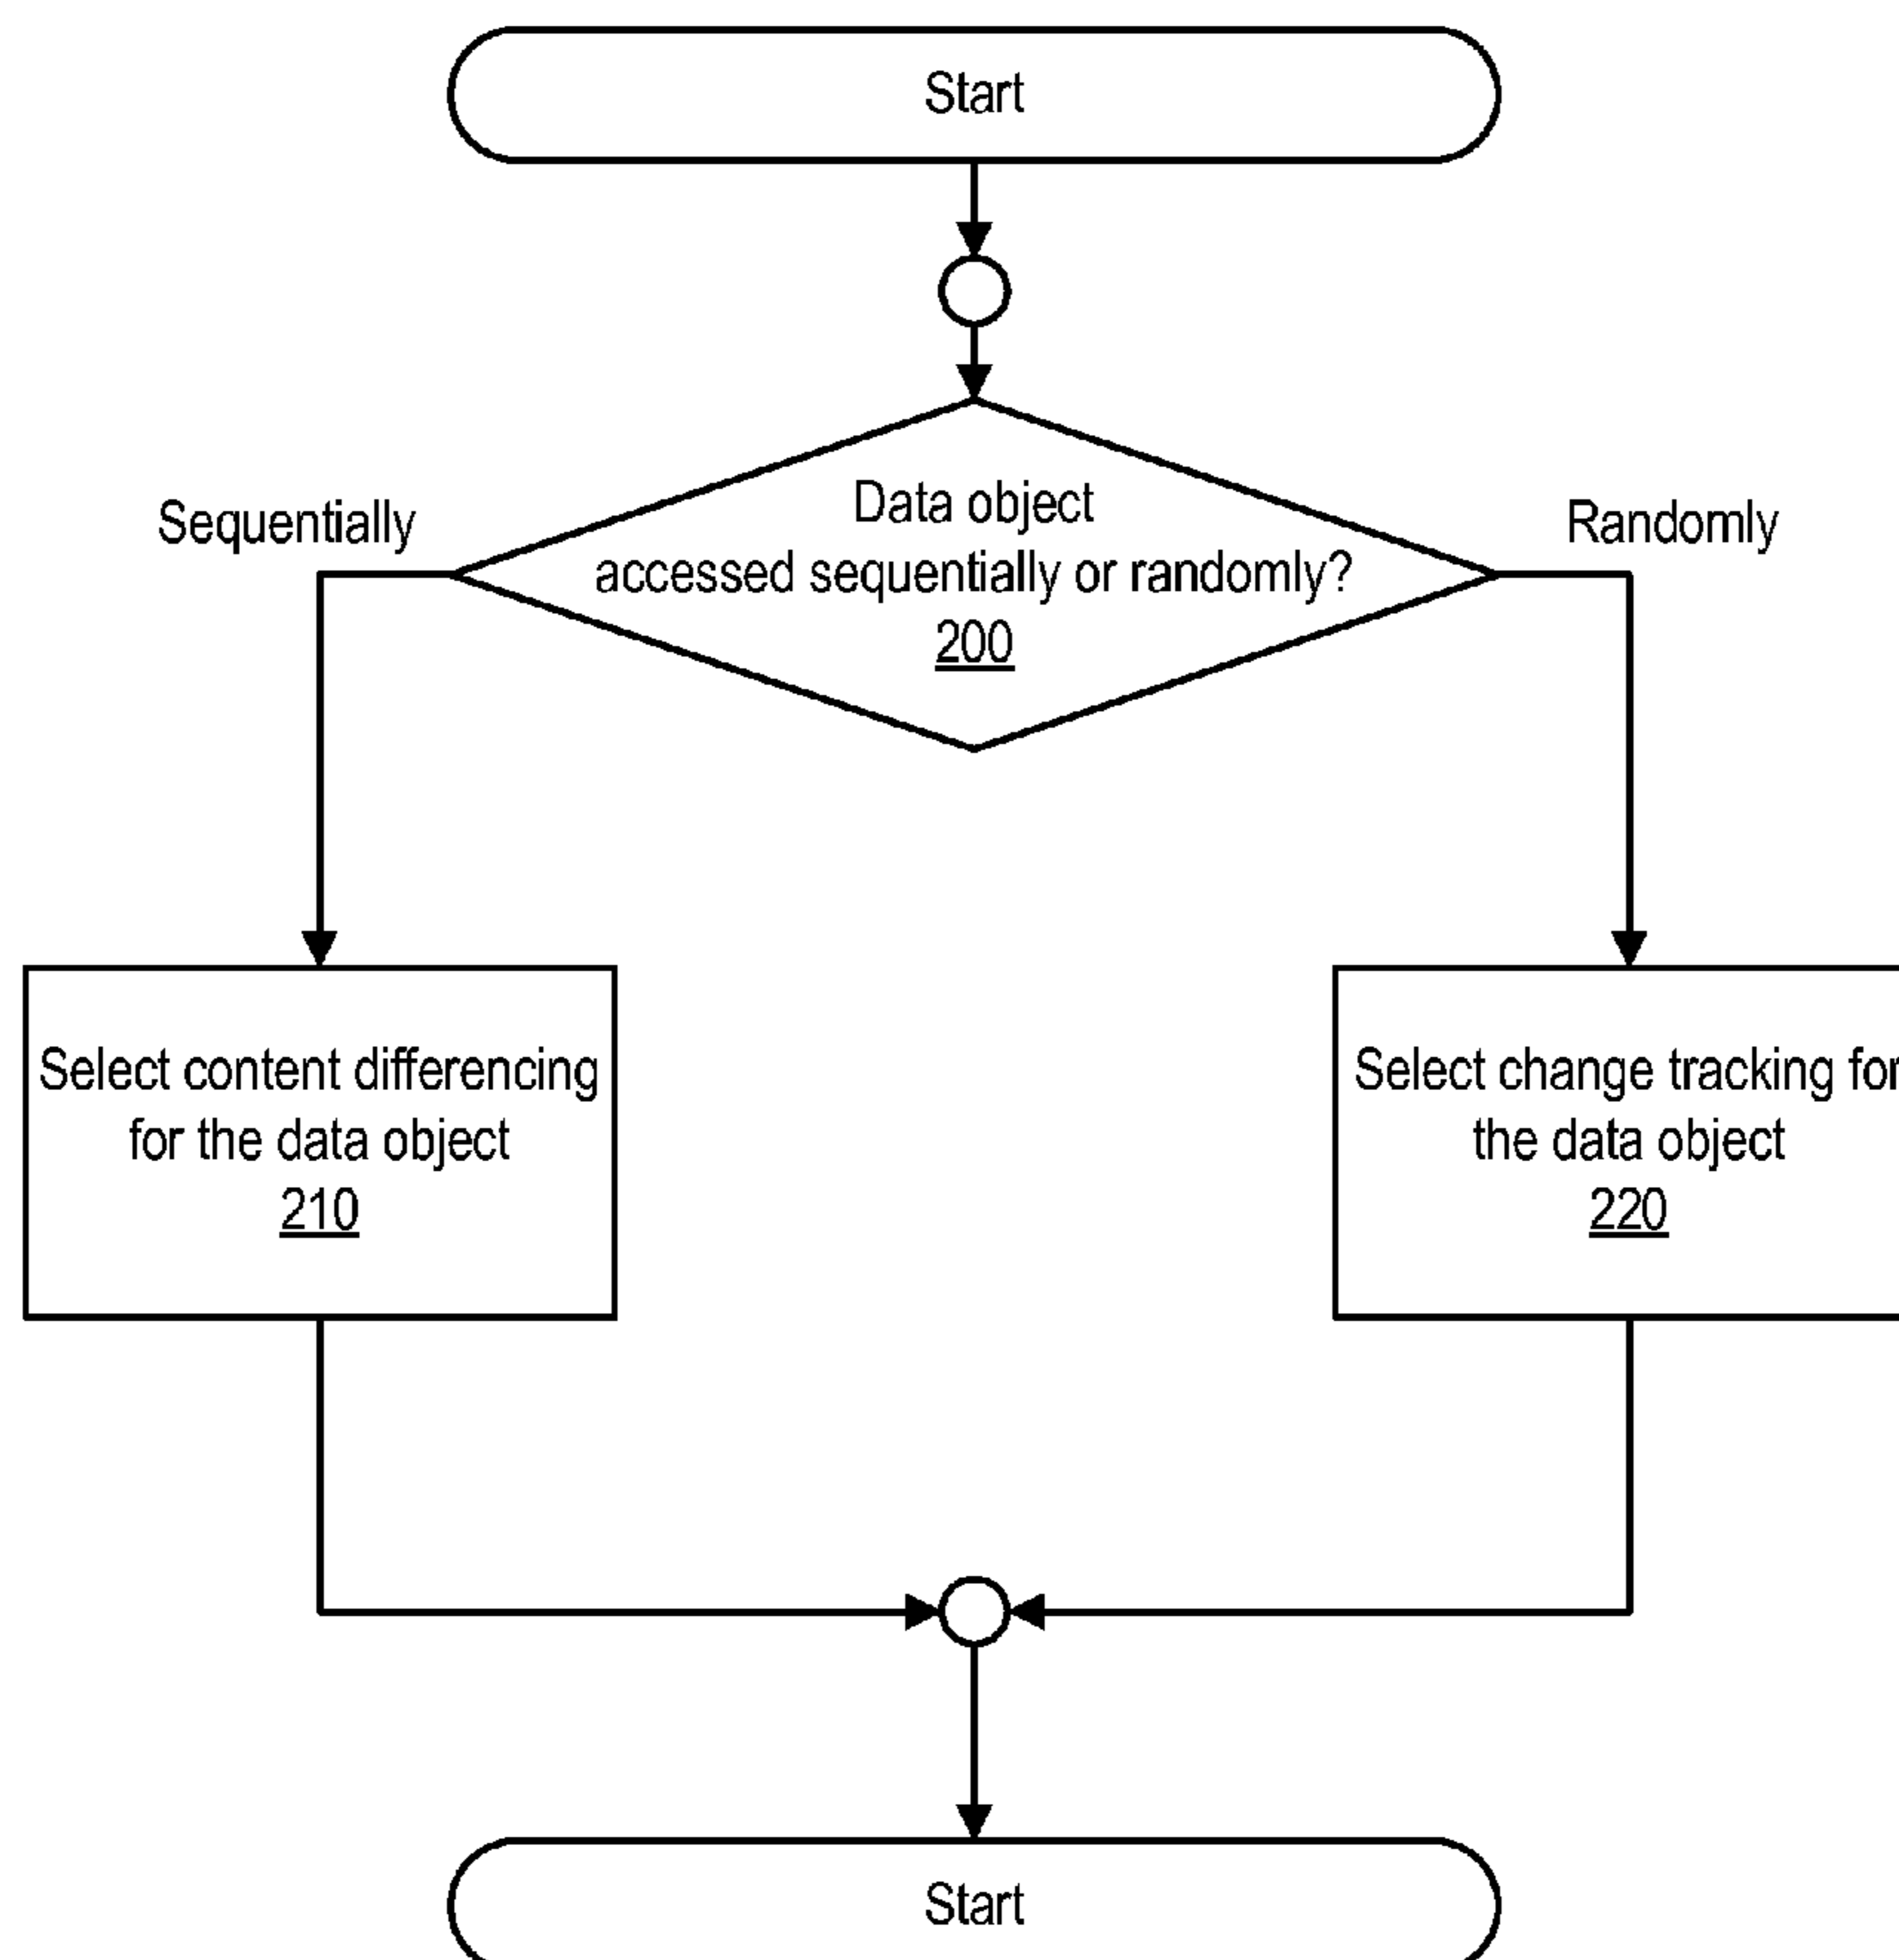 Start
Data object
accessed sequentially or randomly?
200
Sequentially
Randomly
Select content differencing
for the data object
210
Select change tracking for
the data object
220
Start